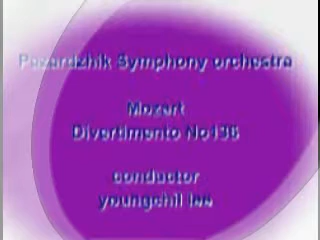 Pazardzhik Symphony orchestra
Mozart
Divertimento No136
conductor
youngchil lee